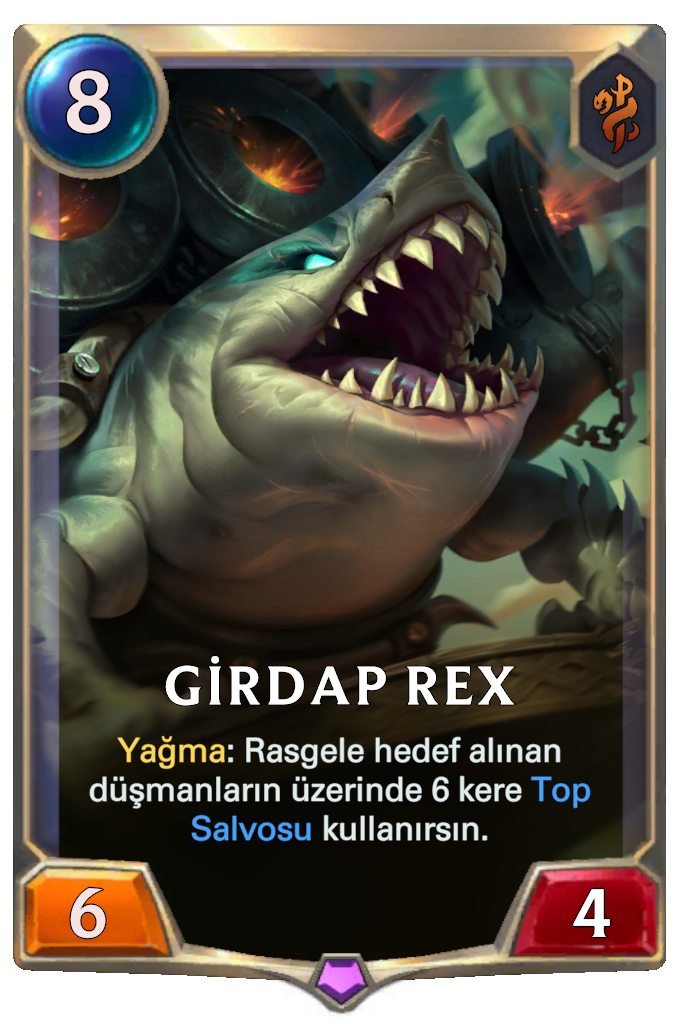 8
GİRDAP REX
Yağma: Rasgele hedef alınan
düşmanların üzerinde 6 kere Top
Salvosu kullanırsın.
6
4